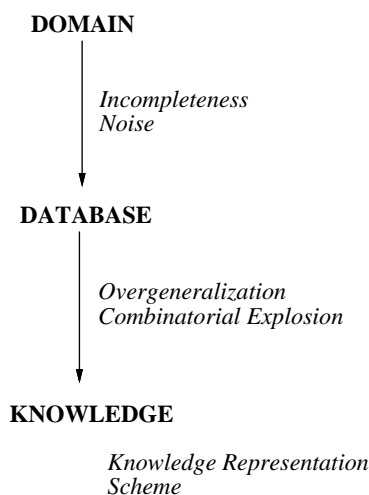 DOMAIN
Incompleteness
Noise
DATABASE
Overgeneralization
Combinatorial Explosion
KNOWLEDGE
Knowledge Representation
Scheme